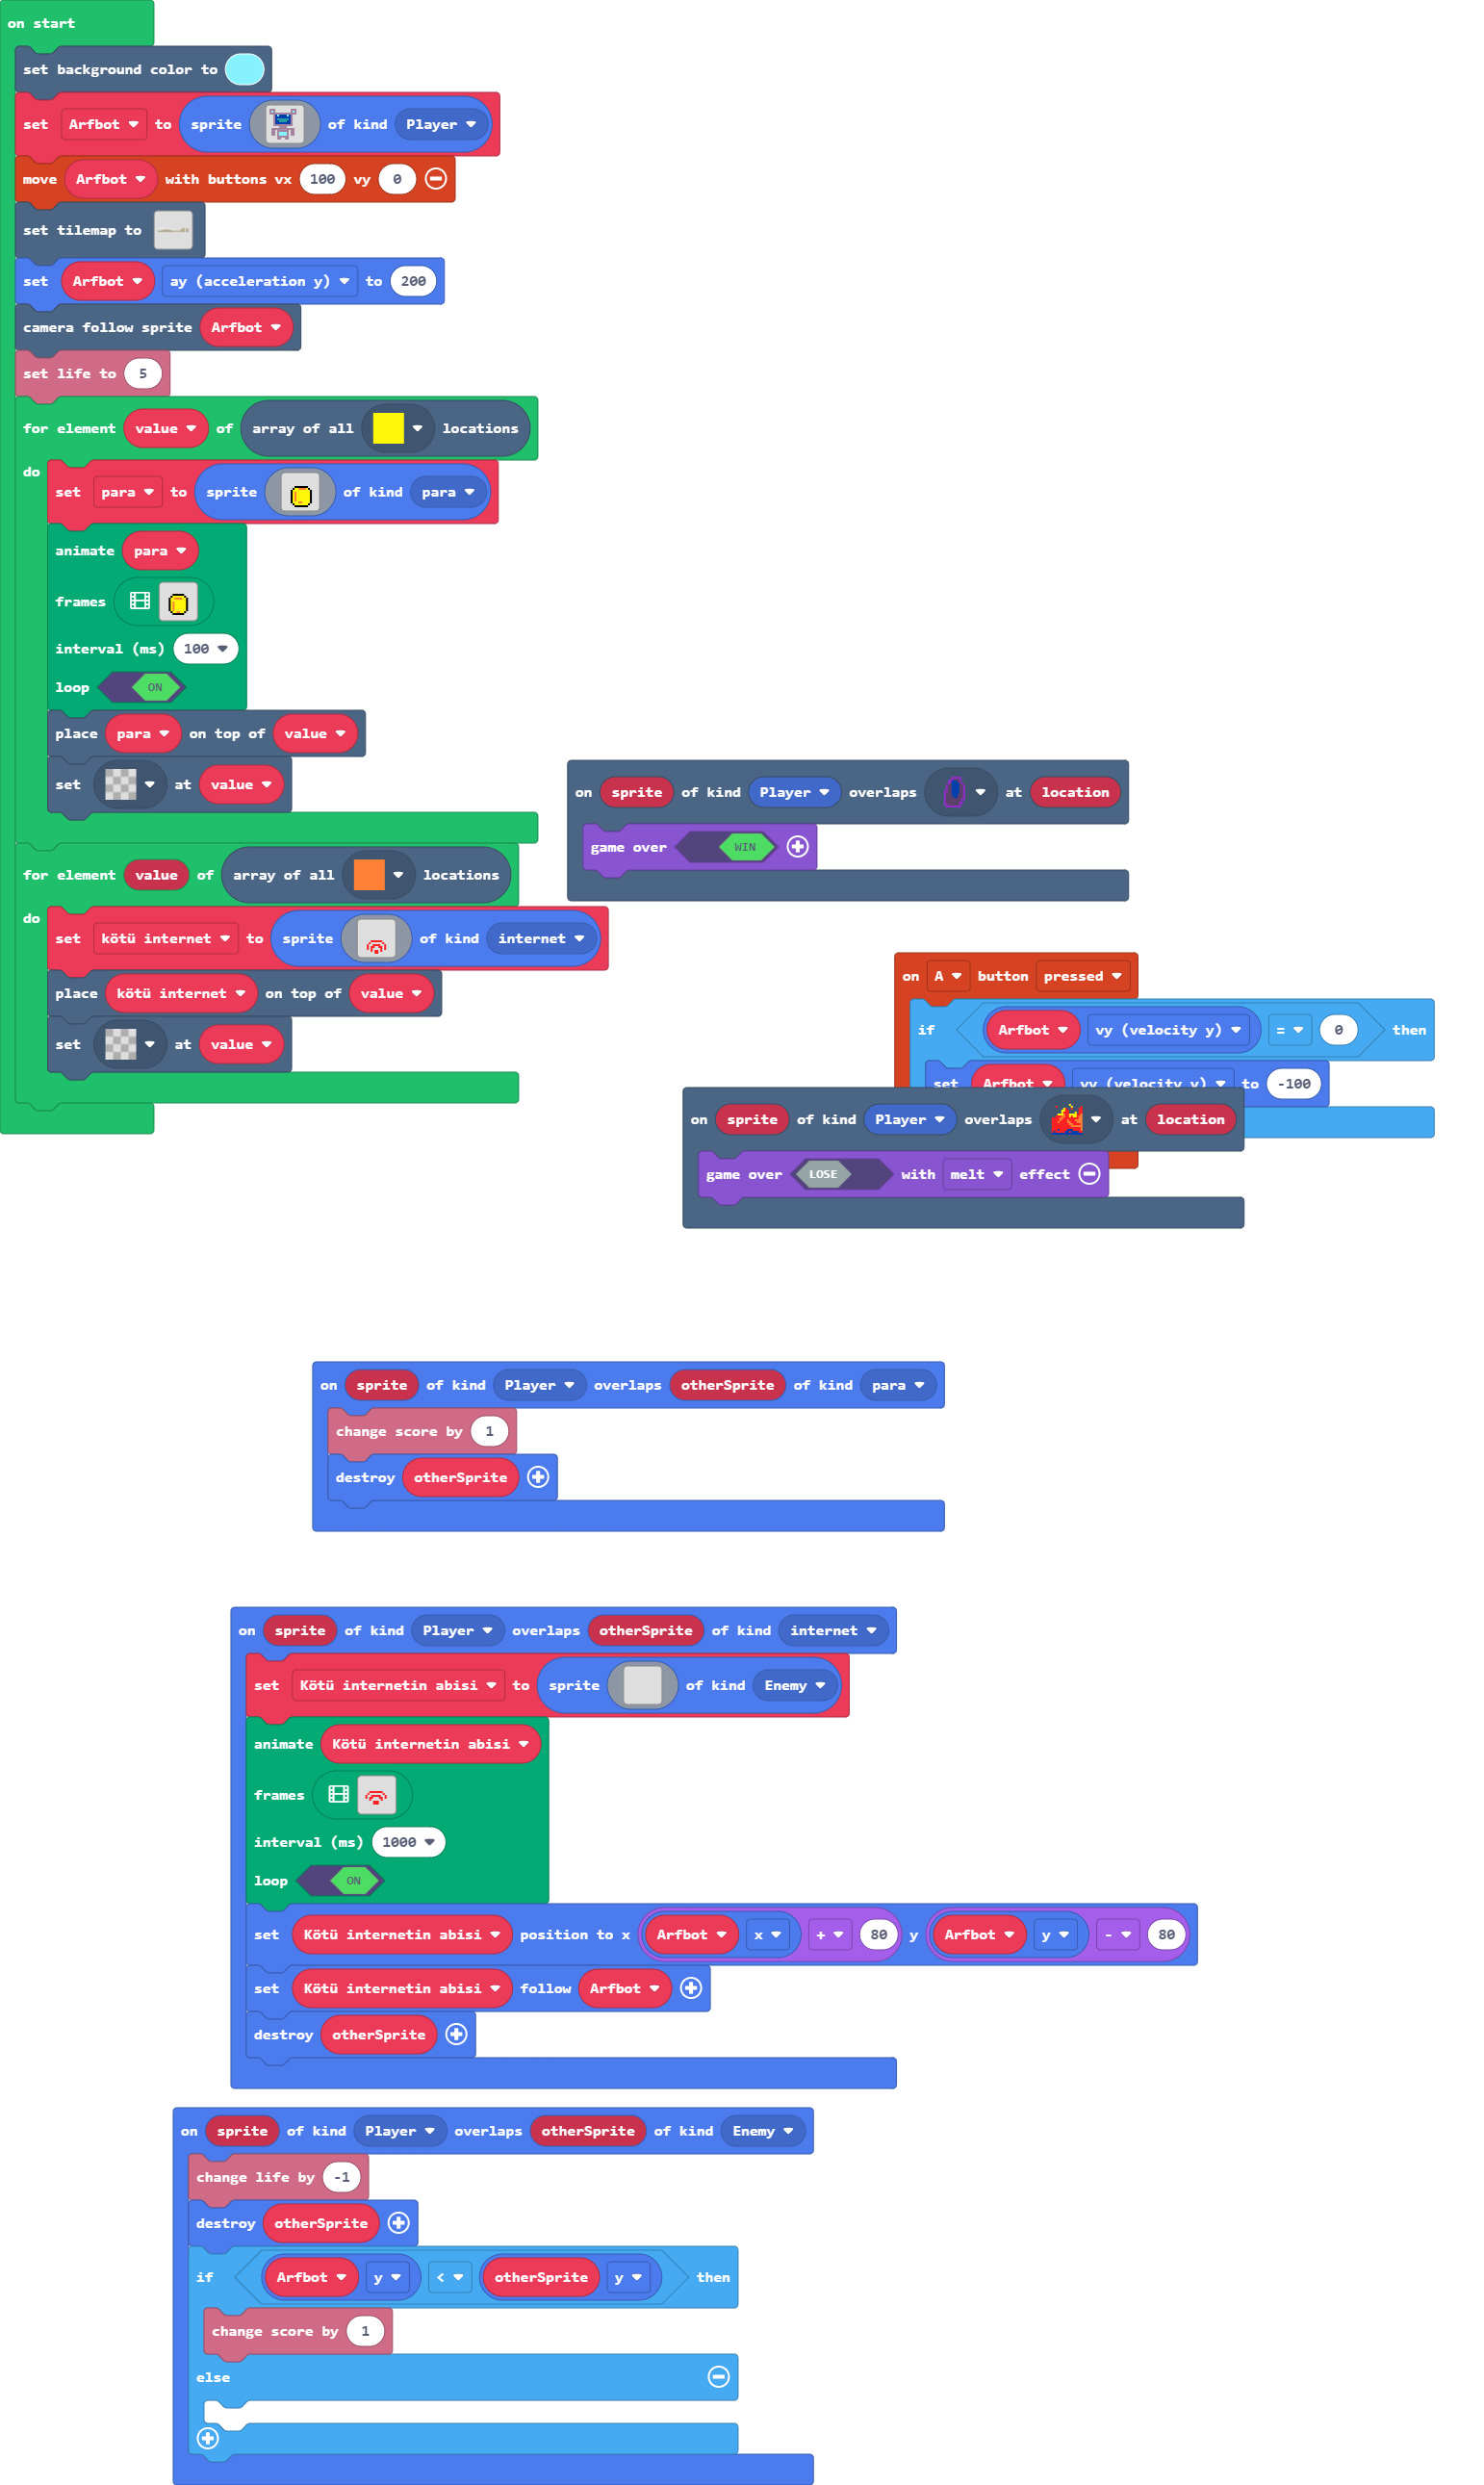 on start
set background color to
set Arfbot to sprite of kind Player
move Arfbot with buttons vx 100 vy 0
set tilemap to
set Arfbot ay (acceleration y) to 200
camera follow sprite Arfbot
set life to 5
for element value of array of all locations
do
set para to sprite of kind para
animate para
frames
interval (ms) 100
loop ON
place para on top of value
set at value
for element value of array of all locations
do
set kötü internet to sprite of kind internet
place kötü internet on top of value
set at value
on sprite of kind Player overlaps at location
game over WIN
on A button pressed
if Arfbot vy (velocity y) = 0 then
set Arfbot vy (velocity y) to -100
on sprite of kind Player overlaps at location
game over LOSE with melt effect
on sprite of kind Player overlaps otherSprite of kind para
change score by 1
destroy otherSprite
on sprite of kind Player overlaps otherSprite of kind internet
set Kötü internetin abisi to sprite of kind Enemy
animate Kötü internetin abisi
frames
interval (ms) 1000
loop ON
set Kötü internetin abisi position to x Arfbot x + 80 y Arfbot y - 80
set Kötü internetin abisi follow Arfbot
destroy otherSprite
on sprite of kind Player overlaps otherSprite of kind Enemy
change life by -1
destroy otherSprite
if Arfbot y < otherSprite y then
change score by 1
else